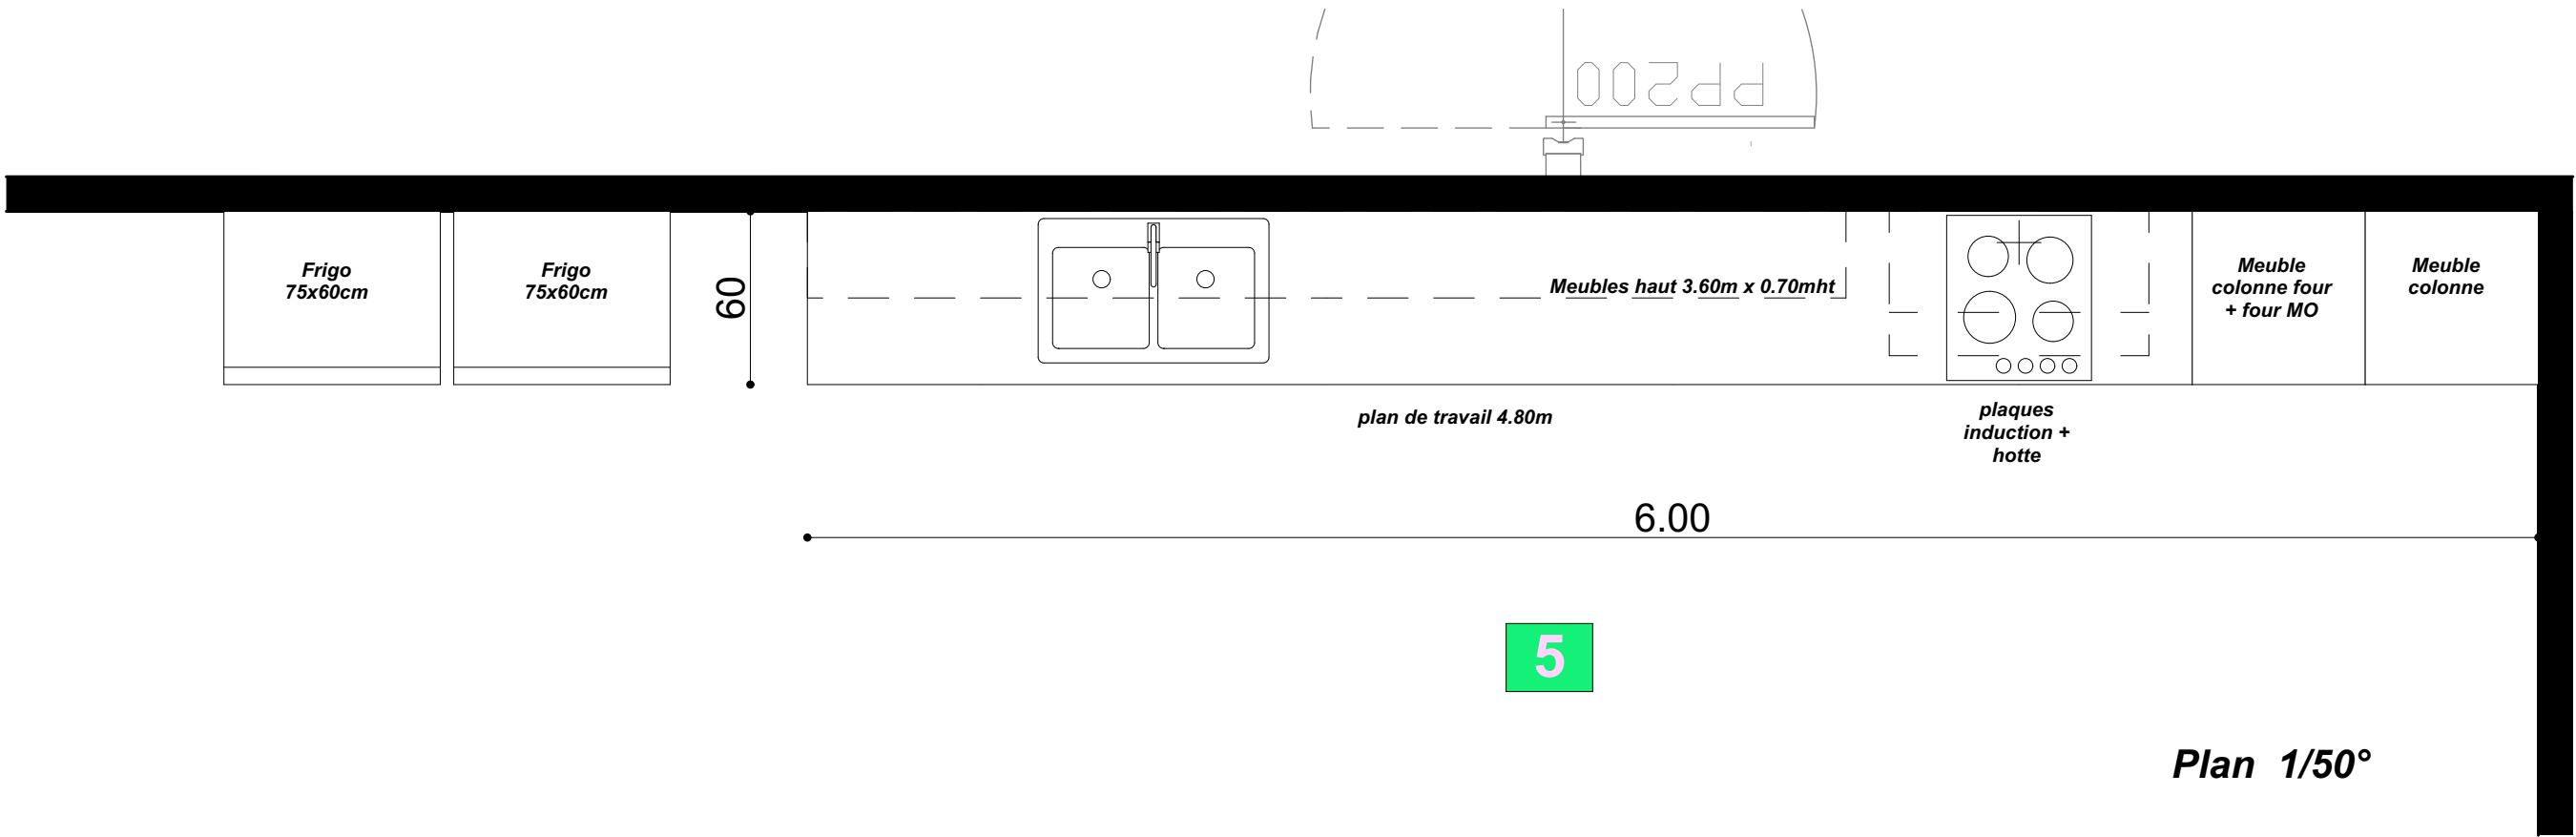 PP200
Frigo
75x60cm
Frigo
75x60cm
60
Meubles haut 3.60m x 0.70mht
Meuble
colonne four
+ four MO
Meuble
colonne
plan de travail 4.80m
plaques
induction +
hotte
6.00
5
Plan 1/50°